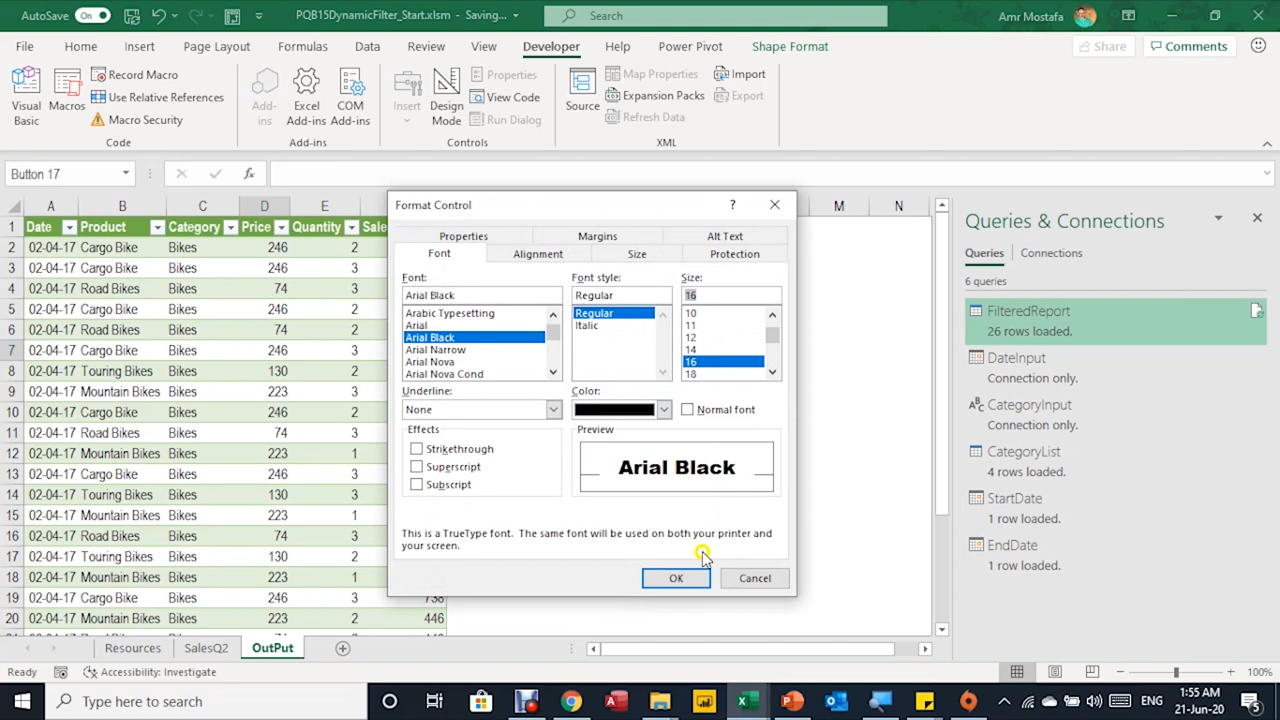 AutoSave On PQB15DynamicFilter_Start.xlsm - Saving... Search Amr Mostafa
File Home Insert Page Layout Formulas Data Review View Developer Help Power Pivot Shape Format Share Comments
Visual Basic
Macros
Record Macro
Use Relative References
Macro Security
Code
Add-ins
Excel Add-ins
COM Add-ins
Add-ins
Insert
Design Mode
Properties
View Code
Run Dialog
Controls
Source
Map Properties
Expansion Packs
Refresh Data
Import
Export
XML
Button 17
fx
A B C D E M N
1 Date Product Category Price Quantity Sale
2 02-04-17 Cargo Bike Bikes 246 2
3 02-04-17 Cargo Bike Bikes 246 3
4 02-04-17 Road Bikes Bikes 74 3
5 02-04-17 Cargo Bike Bikes 246 2
6 02-04-17 Road Bikes Bikes 74 2
7 02-04-17 Cargo Bike Bikes 246 3
8 02-04-17 Touring Bikes Bikes 130 2
9 02-04-17 Mountain Bikes Bikes 223 3
10 02-04-17 Cargo Bike Bikes 246 2
11 02-04-17 Road Bikes Bikes 74 3
12 02-04-17 Mountain Bikes Bikes 223 1
13 02-04-17 Cargo Bike Bikes 246 3
14 02-04-17 Touring Bikes Bikes 130 2
15 02-04-17 Mountain Bikes Bikes 223 1
16 02-04-17 Road Bikes Bikes 74 3
17 02-04-17 Touring Bikes Bikes 130 2
18 02-04-17 Mountain Bikes Bikes 223 1
19 02-04-17 Cargo Bike Bikes 246 3 738
20 02-04-17 Mountain Bikes Bikes 223 2 446
Format Control ?
Properties Margins Alt Text
Font Alignment Size Protection
Font: Font style: Size:
Arial Black Regular 16
Arabic Typesetting Regular 10
Arial Italic 11
Arial Black 12
Arial Narrow 14
Arial Nova 16
Arial Nova Cond 18
Underline: Color:
None Normal font
Effects Preview
Strikethrough
Superscript Arial Black
Subscript
This is a TrueType font. The same font will be used on both your printer and
your screen.
OK Cancel
Queries & Connections
Queries Connections
6 queries
FilteredReport
26 rows loaded.
DateInput
Connection only.
CategoryInput
Connection only.
CategoryList
4 rows loaded.
StartDate
1 row loaded.
EndDate
1 row loaded.
Resources SalesQ2 OutPut
Ready Accessibility: Investigate 100%
Type here to search ENG 1:55 AM
21-Jun-20 5